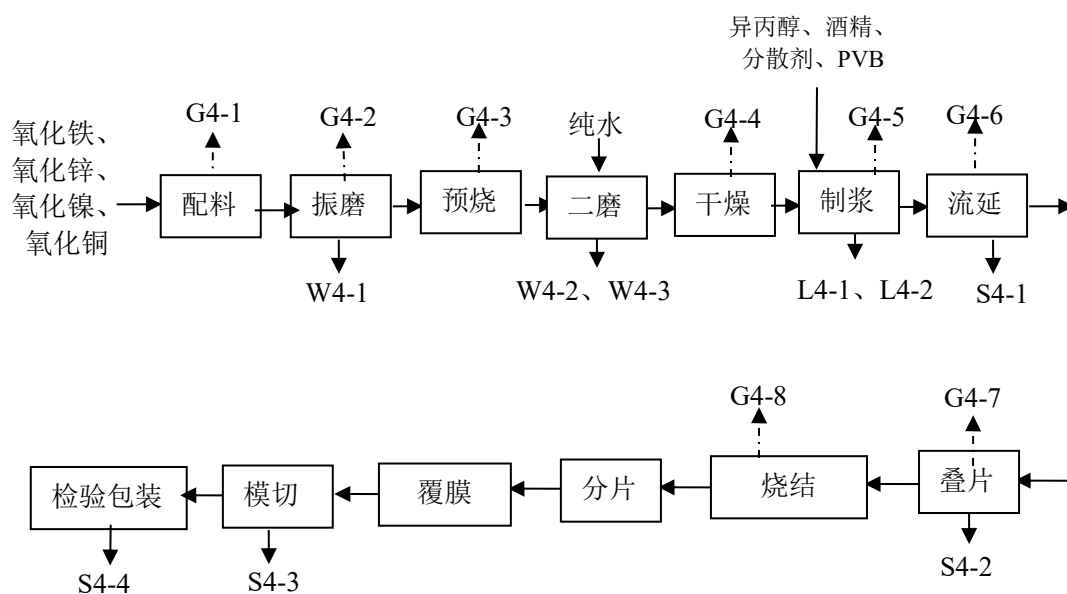 异丙醇、酒精、
分散剂、PVB
G4-1
G4-2
G4-3
纯水
G4-4
G4-5
G4-6
氧化铁、
氧化锌、
氧化镍、
氧化铜
配料
振磨
预烧
二磨
干燥
制浆
流延
W4-1
W4-2、W4-3
L4-1、L4-2
S4-1
G4-8
G4-7
检验包装
模切
覆膜
分片
烧结
叠片
S4-4
S4-3
S4-2